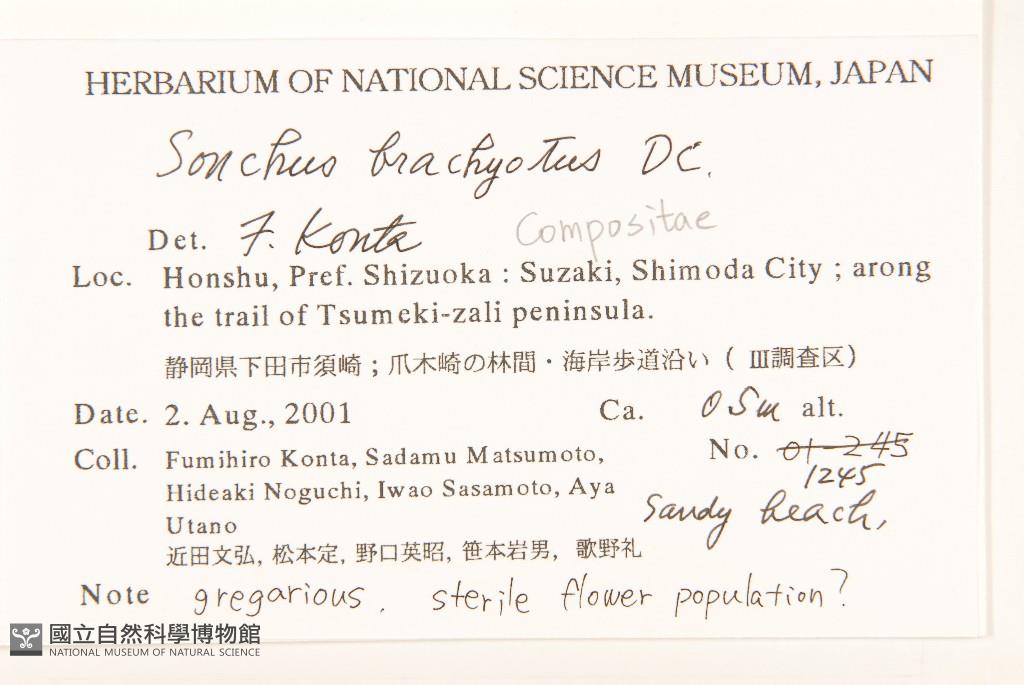 HERBARIUM OF NATIONAL SCIENCE MUSEUM, JAPAN
Sonchus brachyotus DC.
Det. F. Konta Compositae
Loc. Honshu, Pref. Shizuoka : Suzaki, Shimoda City ; arong
the trail of Tsumeki-zali peninsula.
静岡県下田市須崎 ; 爪木崎の林間・海岸歩道沿い ( Ⅲ調査区)
Date. 2. Aug., 2001 Ca. 05m alt.
Coll. Fumihiro Konta, Sadamu Matsumoto, No. 01-245
1245
Hideaki Noguchi, Iwao Sasamoto, Aya
Utano
sandy beach,
近田文弘, 松本定, 野口英昭, 笹本岩男, 歌野礼
Note gregarious. sterile flower population?
國立自然科學博物館
NATIONAL MUSEUM OF NATURAL SCIENCE